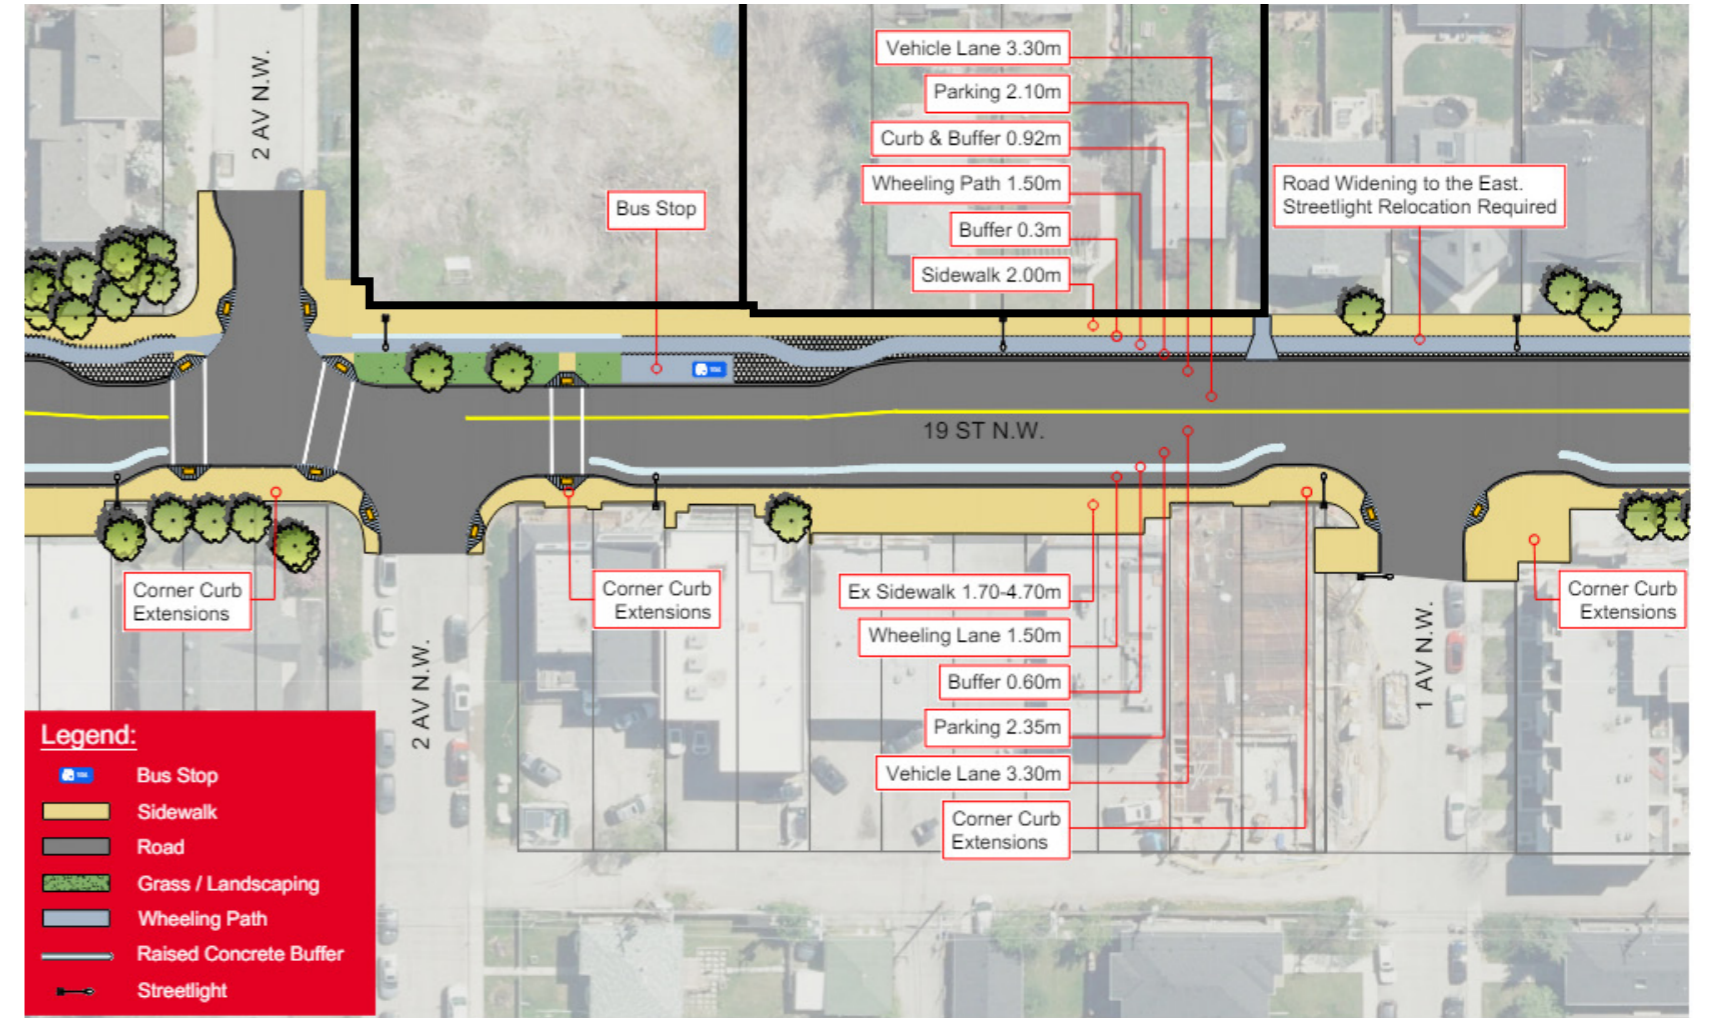 2 AV N.W.
Vehicle Lane 3.30m
Parking 2.10m
Curb & Buffer 0.92m
Wheeling Path 1.50m
Buffer 0.3m
Sidewalk 2.00m
Bus Stop
Road Widening to the East.
Streetlight Relocation Required
19 ST N.W.
Corner Curb
Extensions
Corner Curb
Extensions
Ex Sidewalk 1.70-4.70m
Wheeling Lane 1.50m
Buffer 0.60m
Parking 2.35m
Vehicle Lane 3.30m
Corner Curb
Extensions
Corner Curb
Extensions
2 AV N.W.
1 AV N.W.
Legend:
Bus Stop
Sidewalk
Road
Grass / Landscaping
Wheeling Path
Raised Concrete Buffer
Streetlight